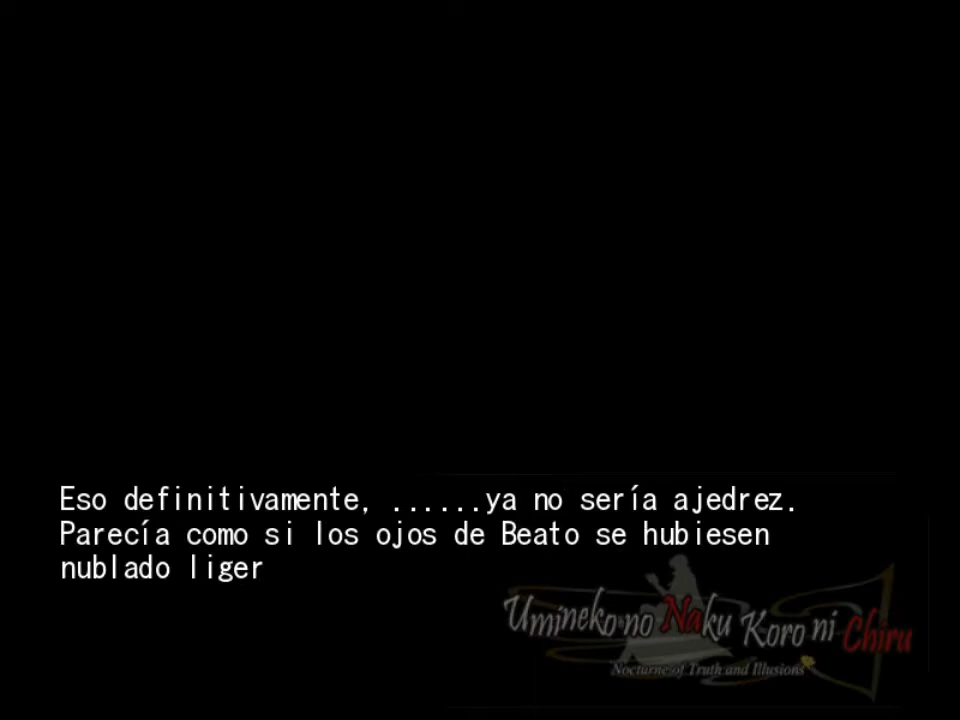 Eso definitivamente, ......ya no sería ajedrez.
Parecía como si los ojos de Beato se hubiesen
nublado liger
Umineko no Naku Koro ni Chiru
Nocturne of Truth and Illusions